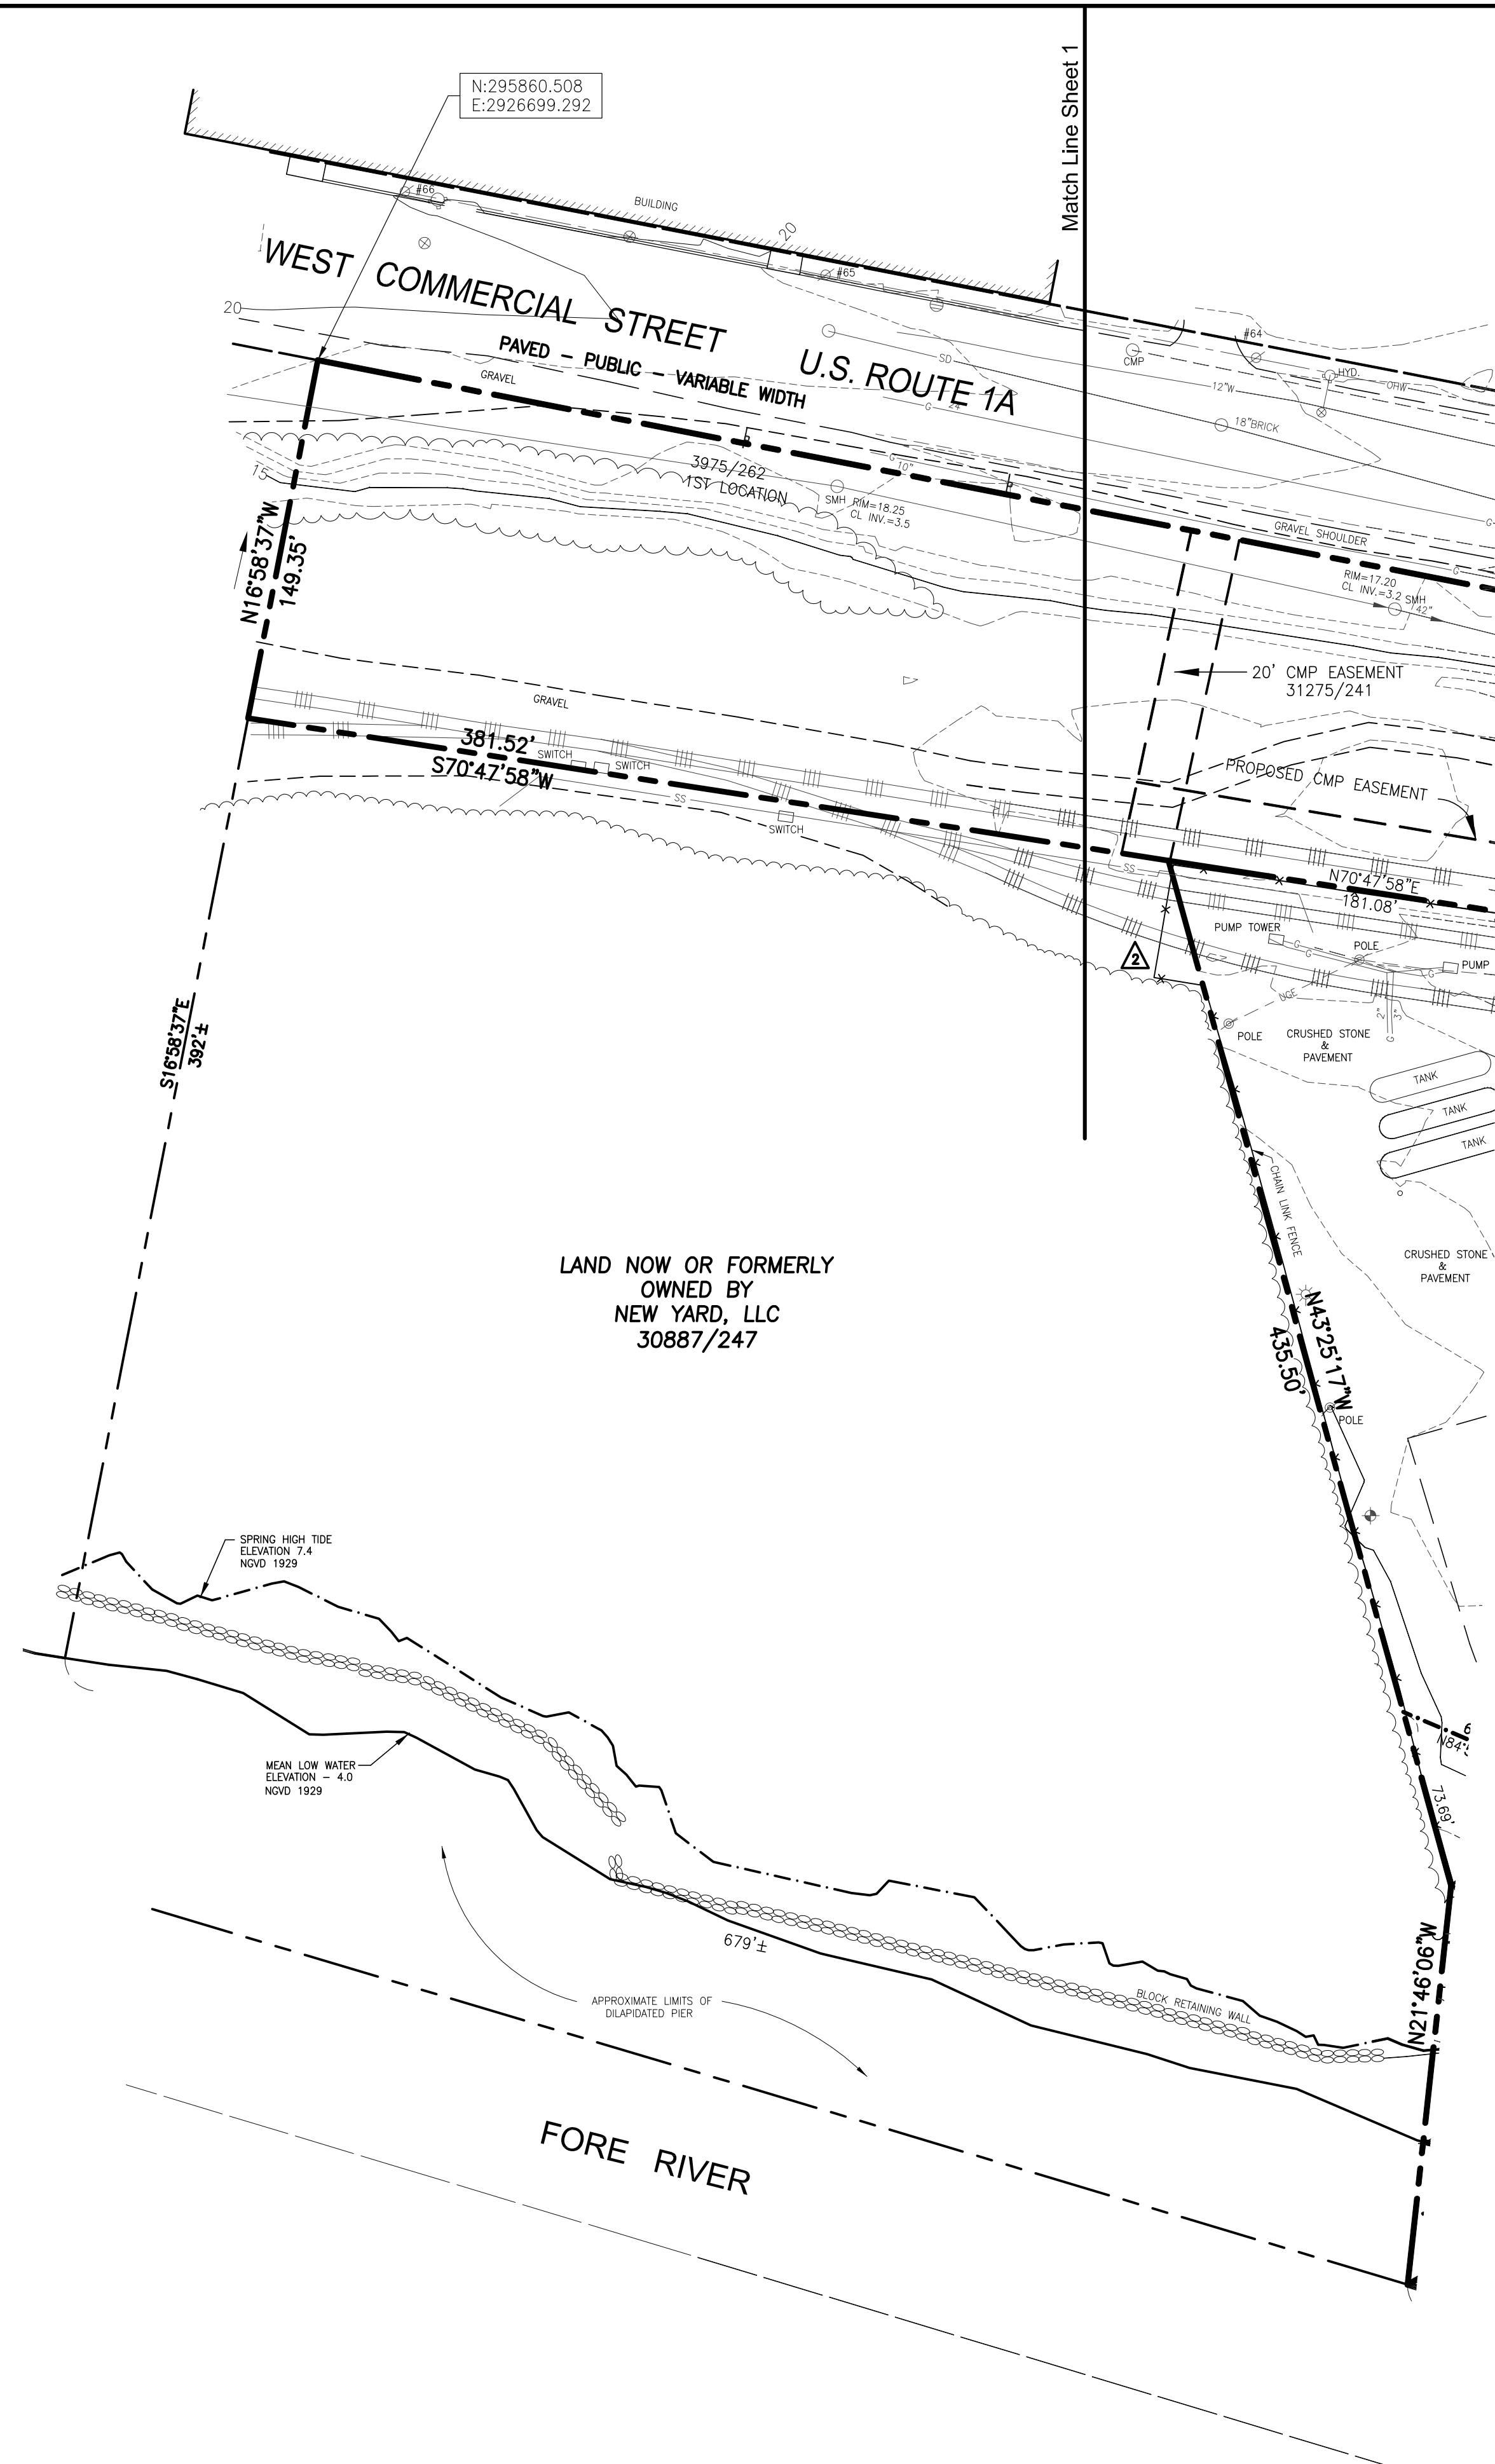 Match Line Sheet 1
N:295860.508
E:2926699.292
#66
BUILDING
20
#65
WEST COMMERCIAL STREET
U.S. ROUTE 1A
20
PAVED - PUBLIC - VARIABLE WIDTH
GRAVEL
SD
CMP
#64
HYD.
OHW
12"W
G
24"
18"BRICK
G
15
3975/262
1ST LOCATION
G
10"
SMH RIM=18.25
CL INV.=3.5
GRAVEL SHOULDER
G
RIM=17.20
CL INV.=3.2 SMH
42"
N16°58'37"W
149.35'
20' CMP EASEMENT
31275/241
GRAVEL
381.52'
S70°47'58"W
SWITCH
SWITCH
SS
SWITCH
PROPOSED CMP EASEMENT
SS
N70°47'58"E
181.08'
PUMP TOWER
G
G
POLE
G
PUMP
2
UGE
POLE
2"
3"
G
CRUSHED STONE
&
PAVEMENT
TANK
TANK
TANK
S16°58'37"E
392'±
CHAIN LINK FENCE
CRUSHED STONE
&
PAVEMENT
LAND NOW OR FORMERLY
OWNED BY
NEW YARD, LLC
30887/247
N43°25'17"W
435.50'
POLE
SPRING HIGH TIDE
ELEVATION 7.4
NGVD 1929
MEAN LOW WATER
ELEVATION - 4.0
NGVD 1929
6
73.69'
679'±
N21°46'06"W
APPROXIMATE LIMITS OF
DILAPIDATED PIER
BLOCK RETAINING WALL
FORE RIVER